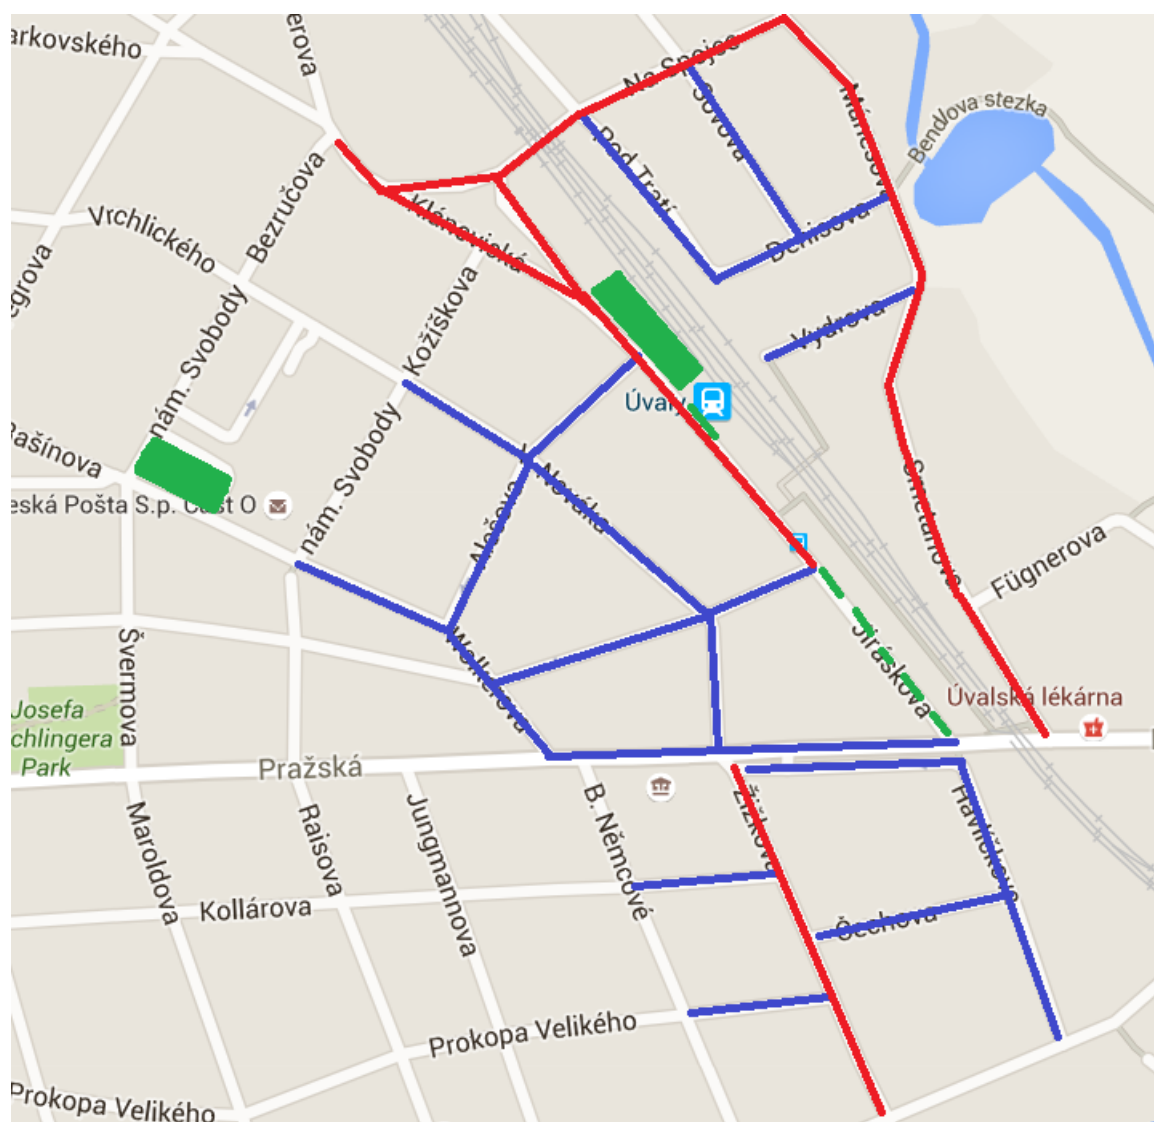 arkovského
erova
Na Spojce
Sovova
Mánesova
Bendlova stezka
Pod Tratí
Bezručova
Klánovická
Vrchlického
Denisova
egrova
Kožíškova
nám. Svobody
Vydrova
Úvaly
Rašínova
nám. Svobody
V. Nováka
eská Pošta S.p. Část O
Alešova
Smetanova
Fügnerova
Švermova
Wolkerova
Jiráskova
Úvalská lékárna
Josefa
chlingera
Park
Pražská
Maroldova
Raisova
Jungmannova
B. Němcové
Žižkova
Havlíčkova
Kollárova
Čechova
Prokopa Velikého
Prokopa Velikého